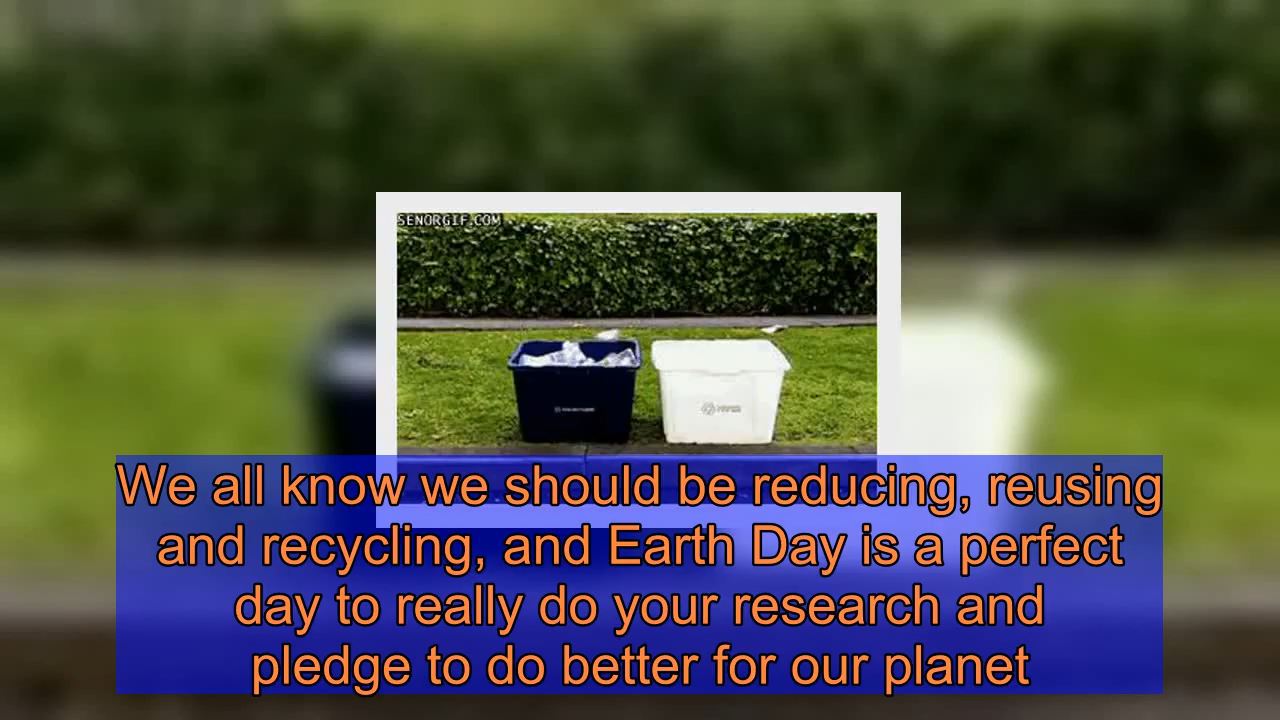 SENORGIF.COM
We all know we should be reducing, reusing
and recycling, and Earth Day is a perfect
day to really do your research and
pledge to do better for our planet